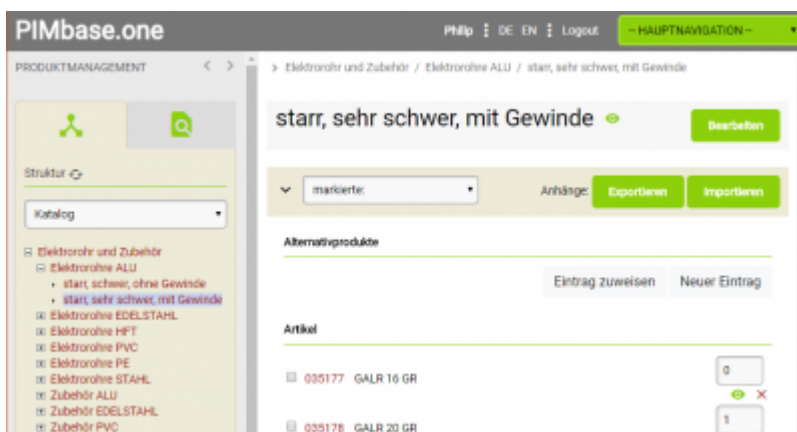 PIMbase.one
Philip DE EN Logout -- HAUPTNAVIGATION --
PRODUKTMANAGEMENT < >
> Elektrorohr und Zubehör / Elektrorohre ALU / starr, sehr schwer, mit Gewinde
starr, sehr schwer, mit Gewinde
Bearbeiten
Struktur
Katalog
markierte:
Anhänge:
Exportieren
Importieren
Elektrorohr und Zubehör
Elektrorohre ALU
starr, schwer, ohne Gewinde
starr, sehr schwer, mit Gewinde
Elektrorohre EDELSTAHL
Elektrorohre HFT
Elektrorohre PVC
Elektrorohre PE
Elektrorohre STAHL
Zubehör ALU
Zubehör EDELSTAHL
Zubehör PVC
Alternativprodukte
Eintrag zuweisen
Neuer Eintrag
Artikel
035177 GALR 16 GR
0
035178 GALR 20 GR
1